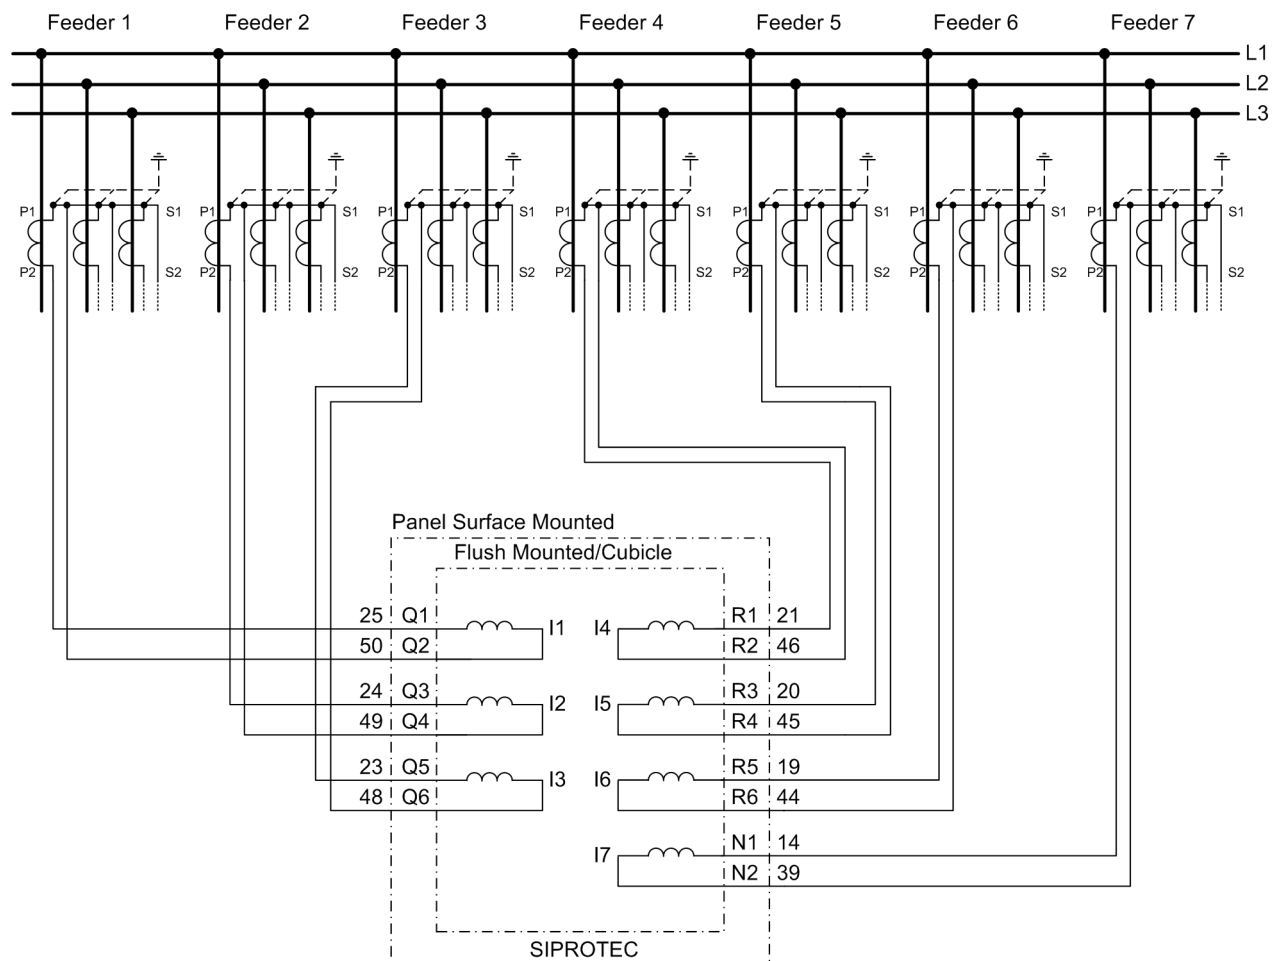 Feeder 1 Feeder 2 Feeder 3 Feeder 4 Feeder 5 Feeder 6 Feeder 7
L1
L2
L3
P1 S1 P1 S1 P1 S1 P1 S1 P1 S1 P1 S1 P1 S1
P2 S2 P2 S2 P2 S2 P2 S2 P2 S2 P2 S2 P2 S2
Panel Surface Mounted
Flush Mounted/Cubicle
25 Q1 I1 I4 R1 21
50 Q2 R2 46
24 Q3 I2 I5 R3 20
49 Q4 R4 45
23 Q5 I3 I6 R5 19
48 Q6 R6 44
I7 N1 14
N2 39
SIPROTEC